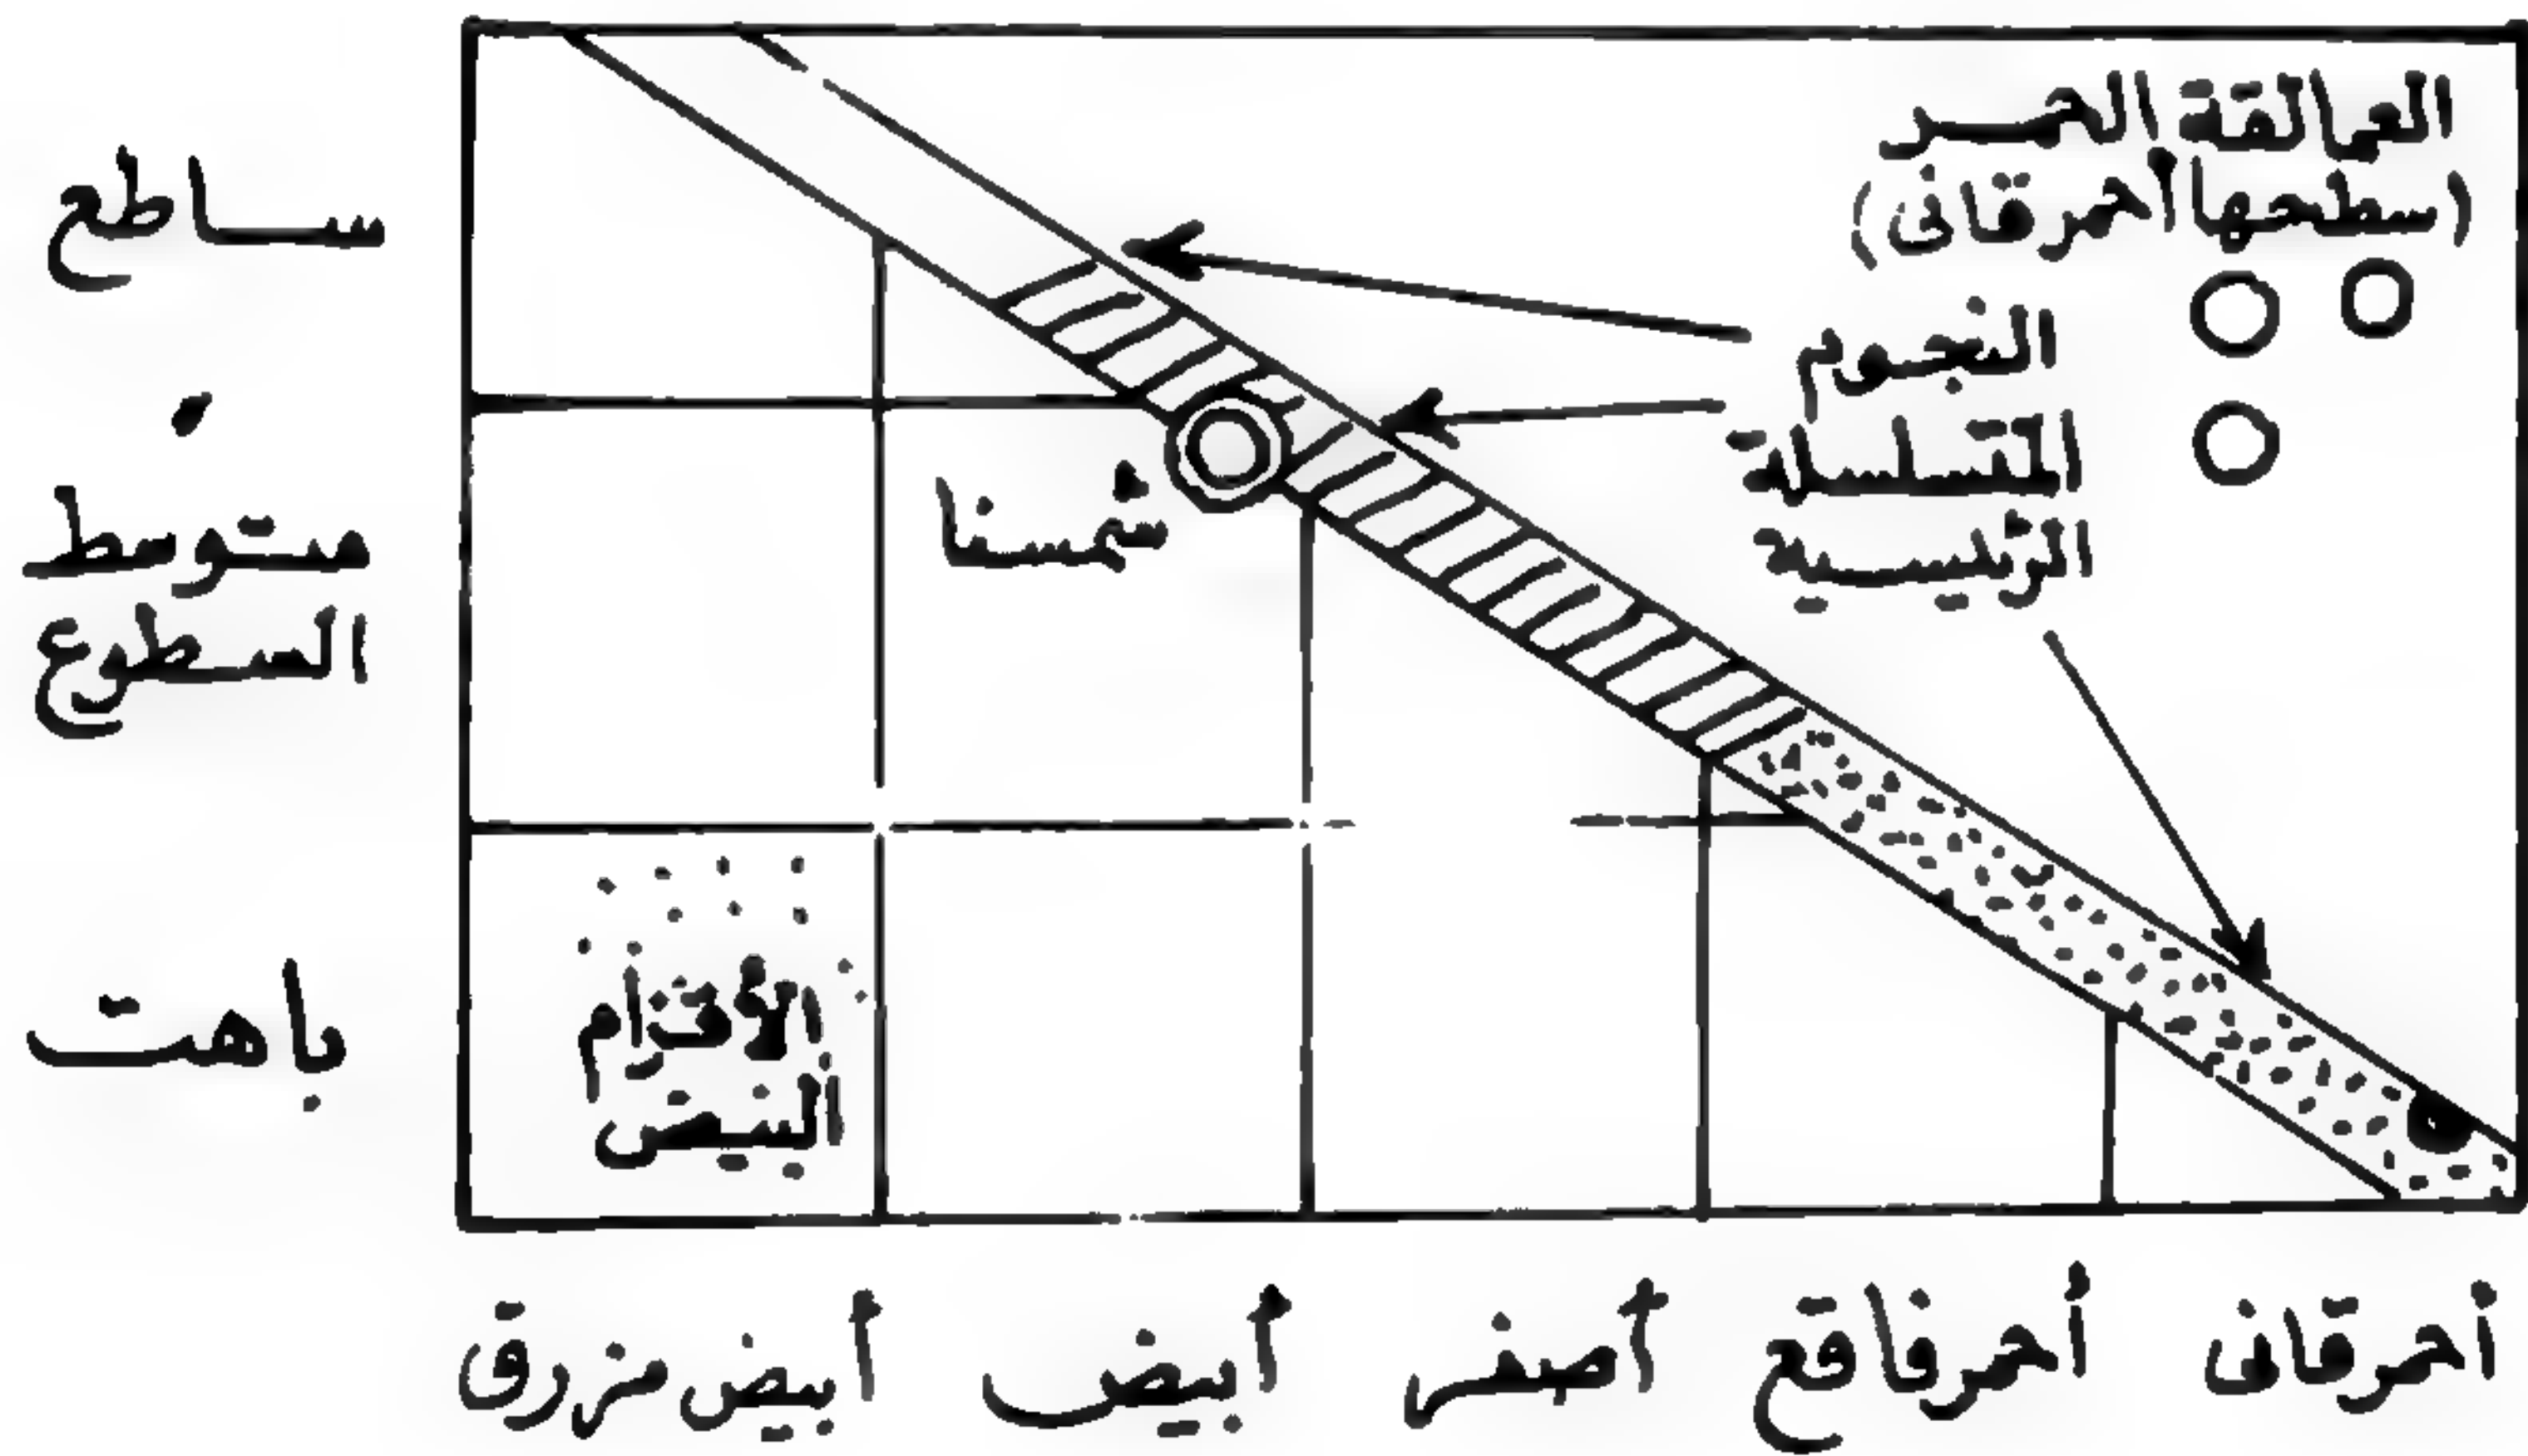 العمالقة الحمر
(سطحها أحمر قانى)
النجوم
المتسلسلة
الرئيسية
ساطع
متوسط
السطوع
باهت
شمسنا
الأقزام
البيض
أحمر قانى
أحمر فاقع
أصفر
أبيض
أبيض مزرق